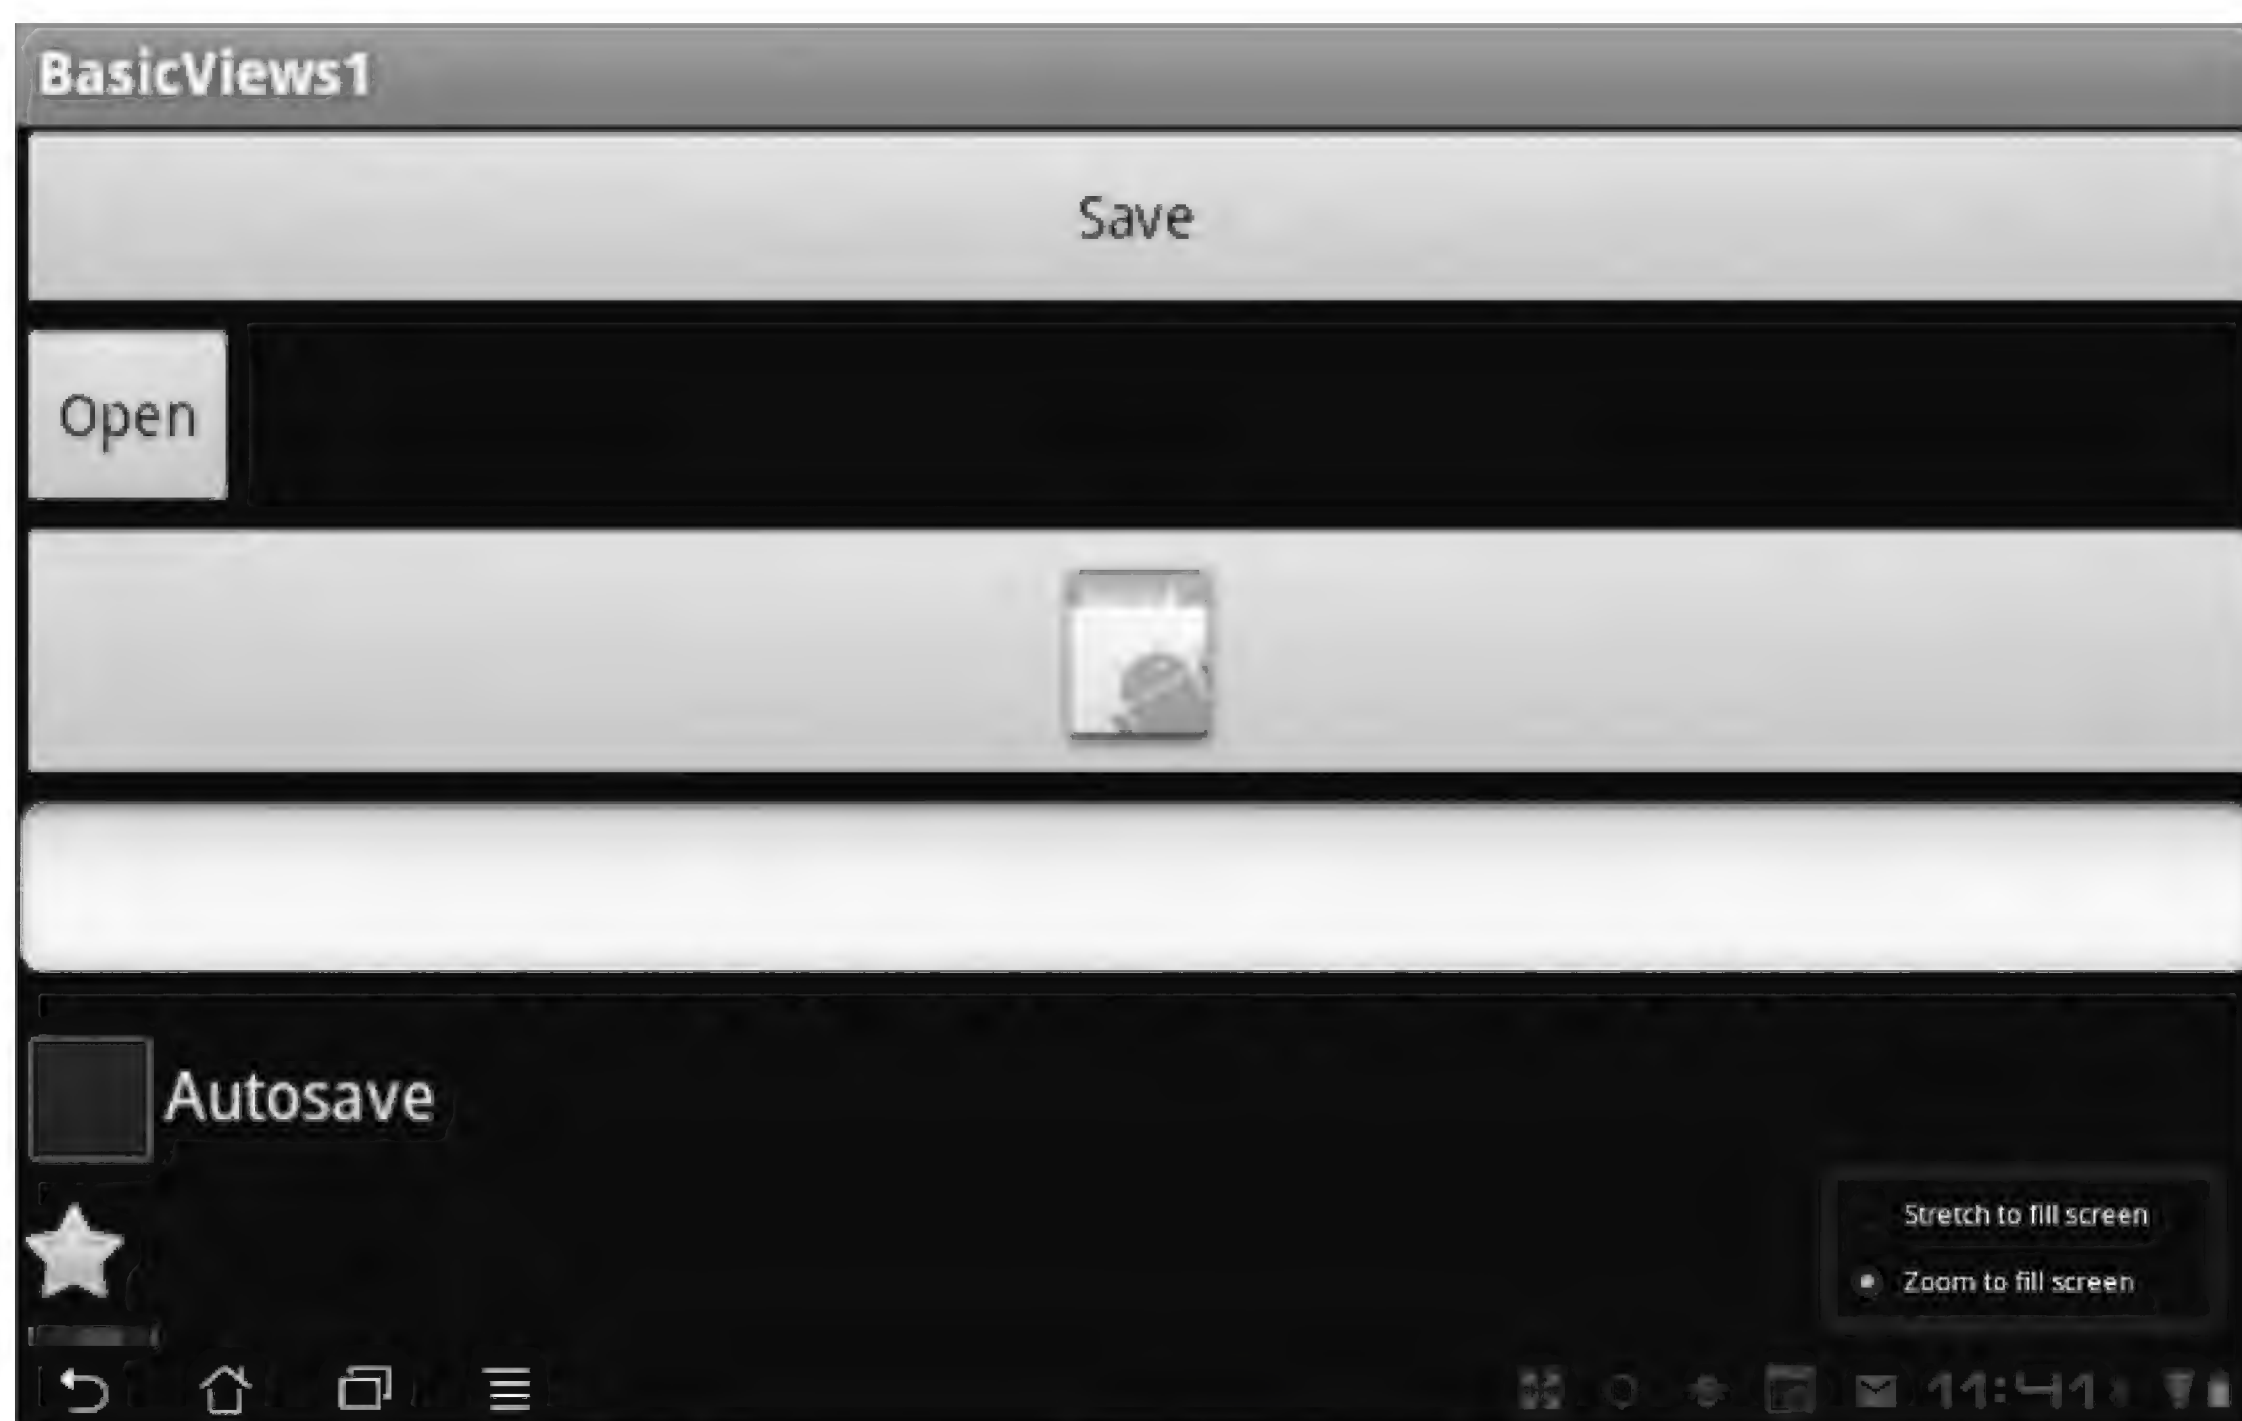 BasicViews1
Save
Open
Autosave
Stretch to fill screen
Zoom to fill screen
11:41